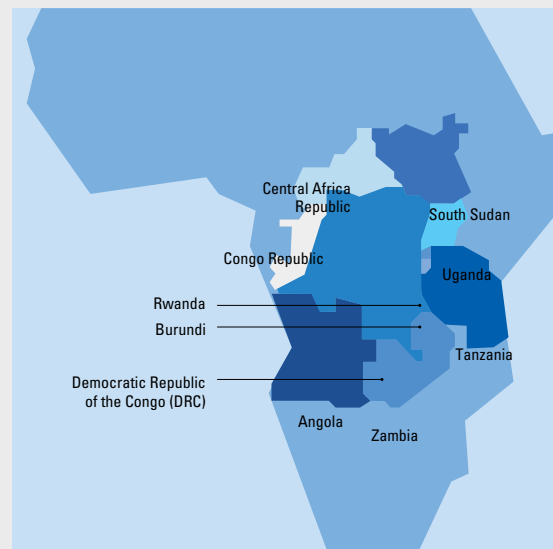 Central Africa
Republic
South Sudan
Congo Republic
Uganda
Rwanda
Burundi
Tanzania
Democratic Republic
of the Congo (DRC)
Angola
Zambia